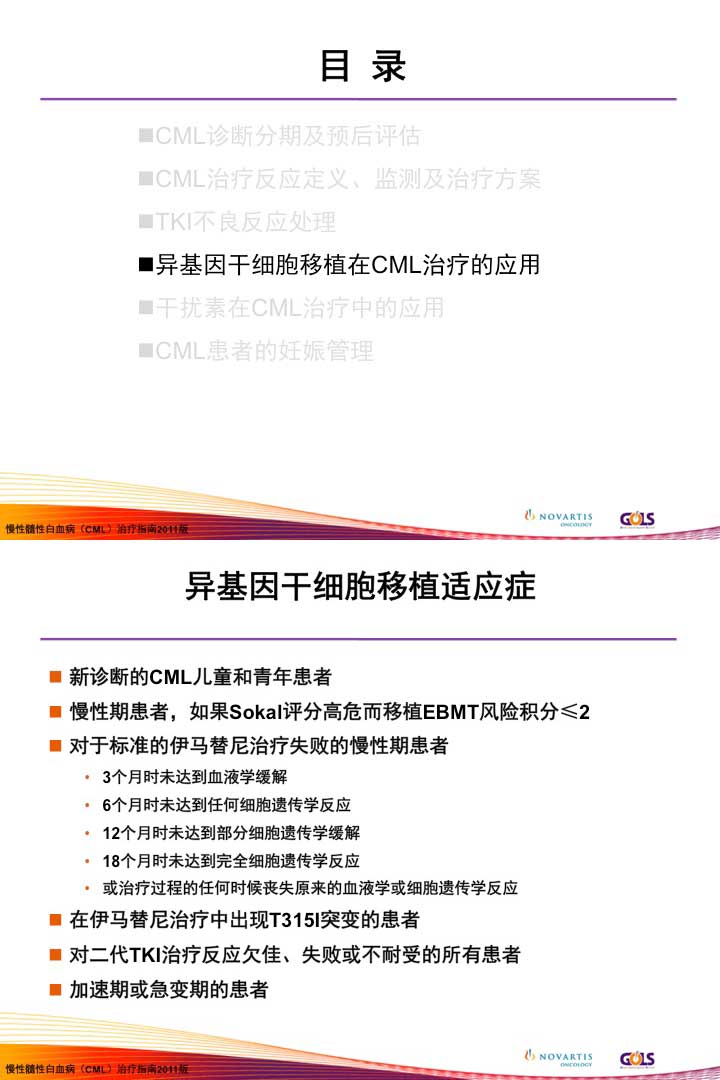 目 录
■CML诊断分期及预后评估
■CML治疗反应定义、监测及治疗方案
■TKI不良反应处理
■异基因干细胞移植在CML治疗的应用
■干扰素在CML治疗中的应用
■CML患者的妊娠管理
慢性髓性白血病（CML）治疗指南2011版
NOVARTIS
ONCOLOGY
GOLS
异基因干细胞移植适应症
■ 新诊断的CML儿童和青年患者
■ 慢性期患者，如果Sokal评分高危而移植EBMT风险积分≤2
■ 对于标准的伊马替尼治疗失败的慢性期患者
• 3个月时未达到血液学缓解
• 6个月时未达到任何细胞遗传学反应
• 12个月时未达到部分细胞遗传学缓解
• 18个月时未达到完全细胞遗传学反应
• 或治疗过程的任何时候丧失原来的血液学或细胞遗传学反应
■ 在伊马替尼治疗中出现T315I突变的患者
■ 对二代TKI治疗反应欠佳、失败或不耐受的所有患者
■ 加速期或急变期的患者
慢性髓性白血病（CML）治疗指南2011版
NOVARTIS
ONCOLOGY
GOLS